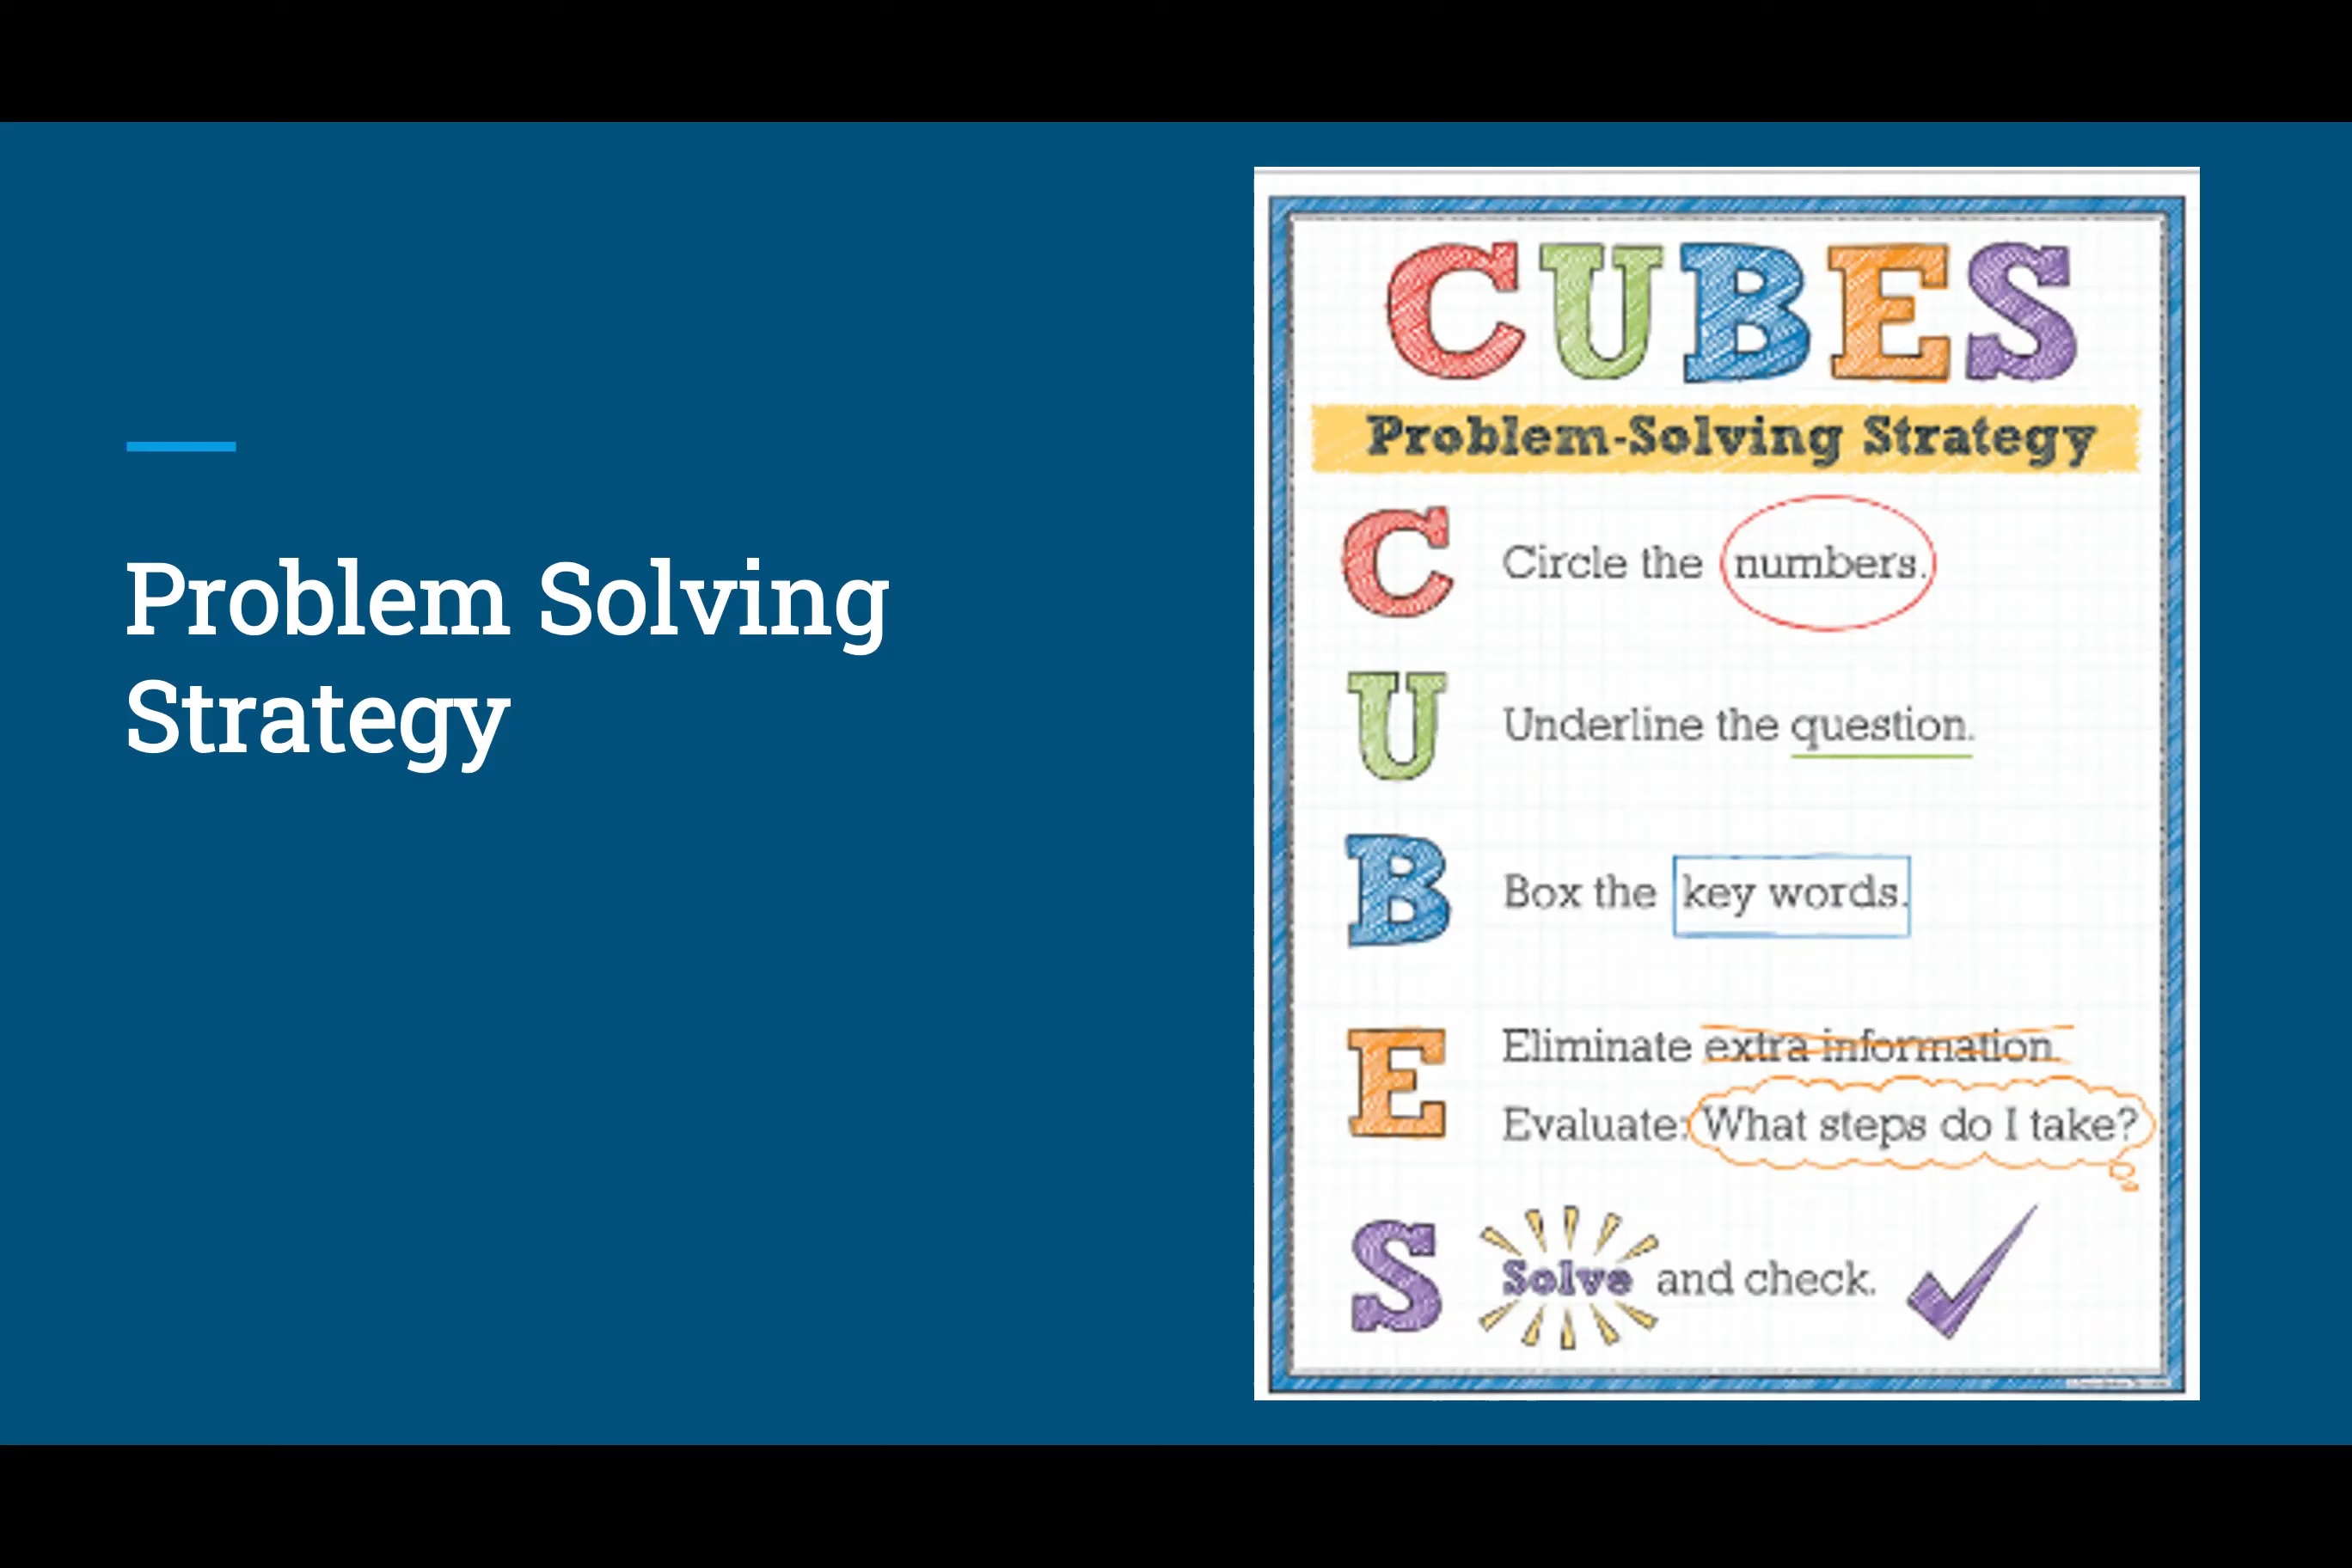 Problem Solving
Strategy
CUBES
Problem-Solving Strategy
C Circle the numbers.
U Underline the question.
B Box the key words.
E Eliminate extra information
Evaluate: What steps do I take?
S Solve and check.